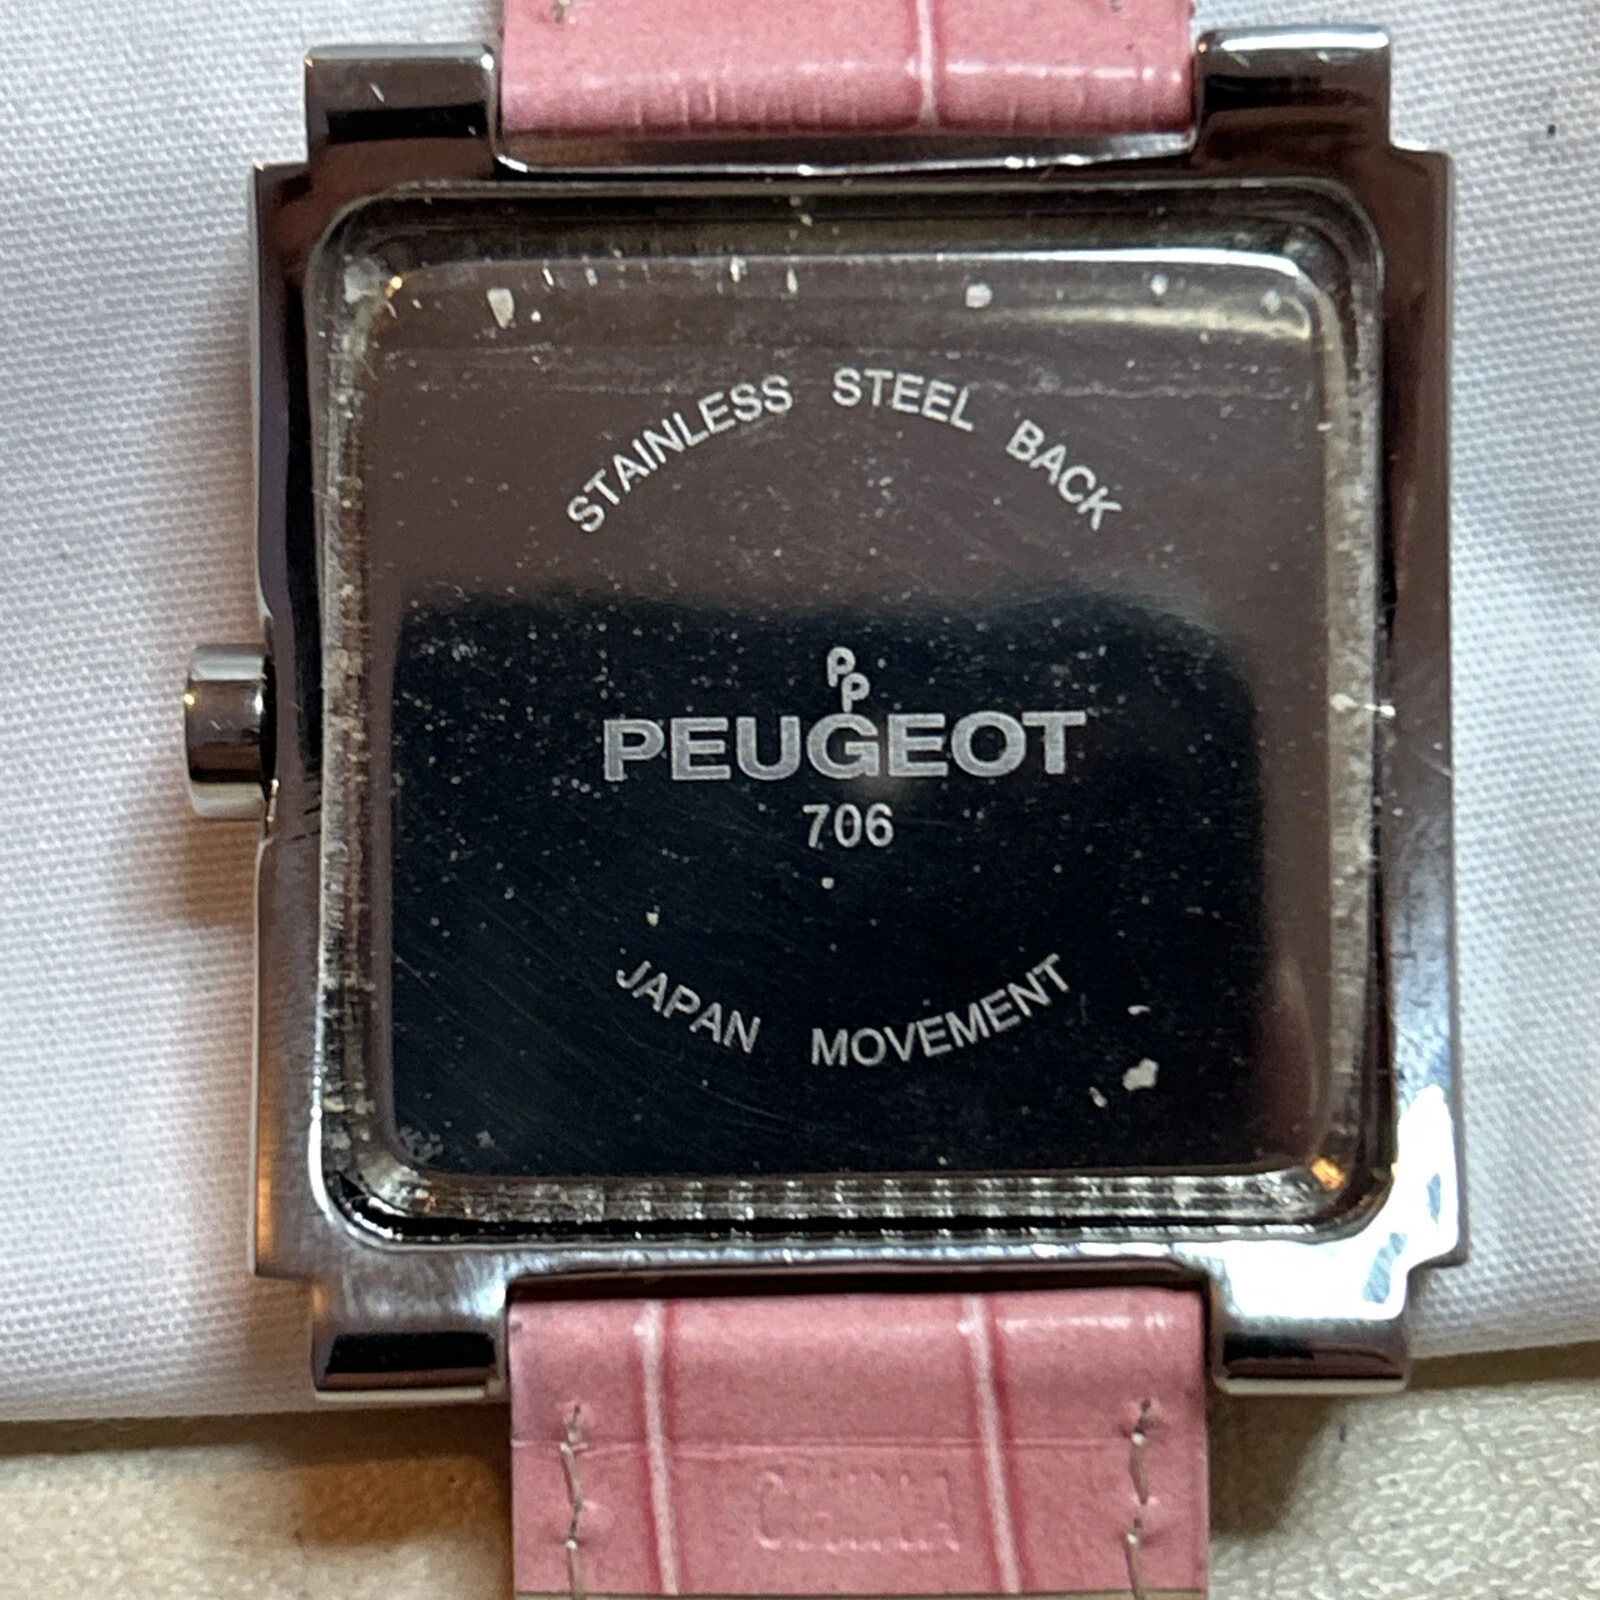 STAINLESS STEEL BACK
PP
PEUGEOT
706
JAPAN MOVEMENT